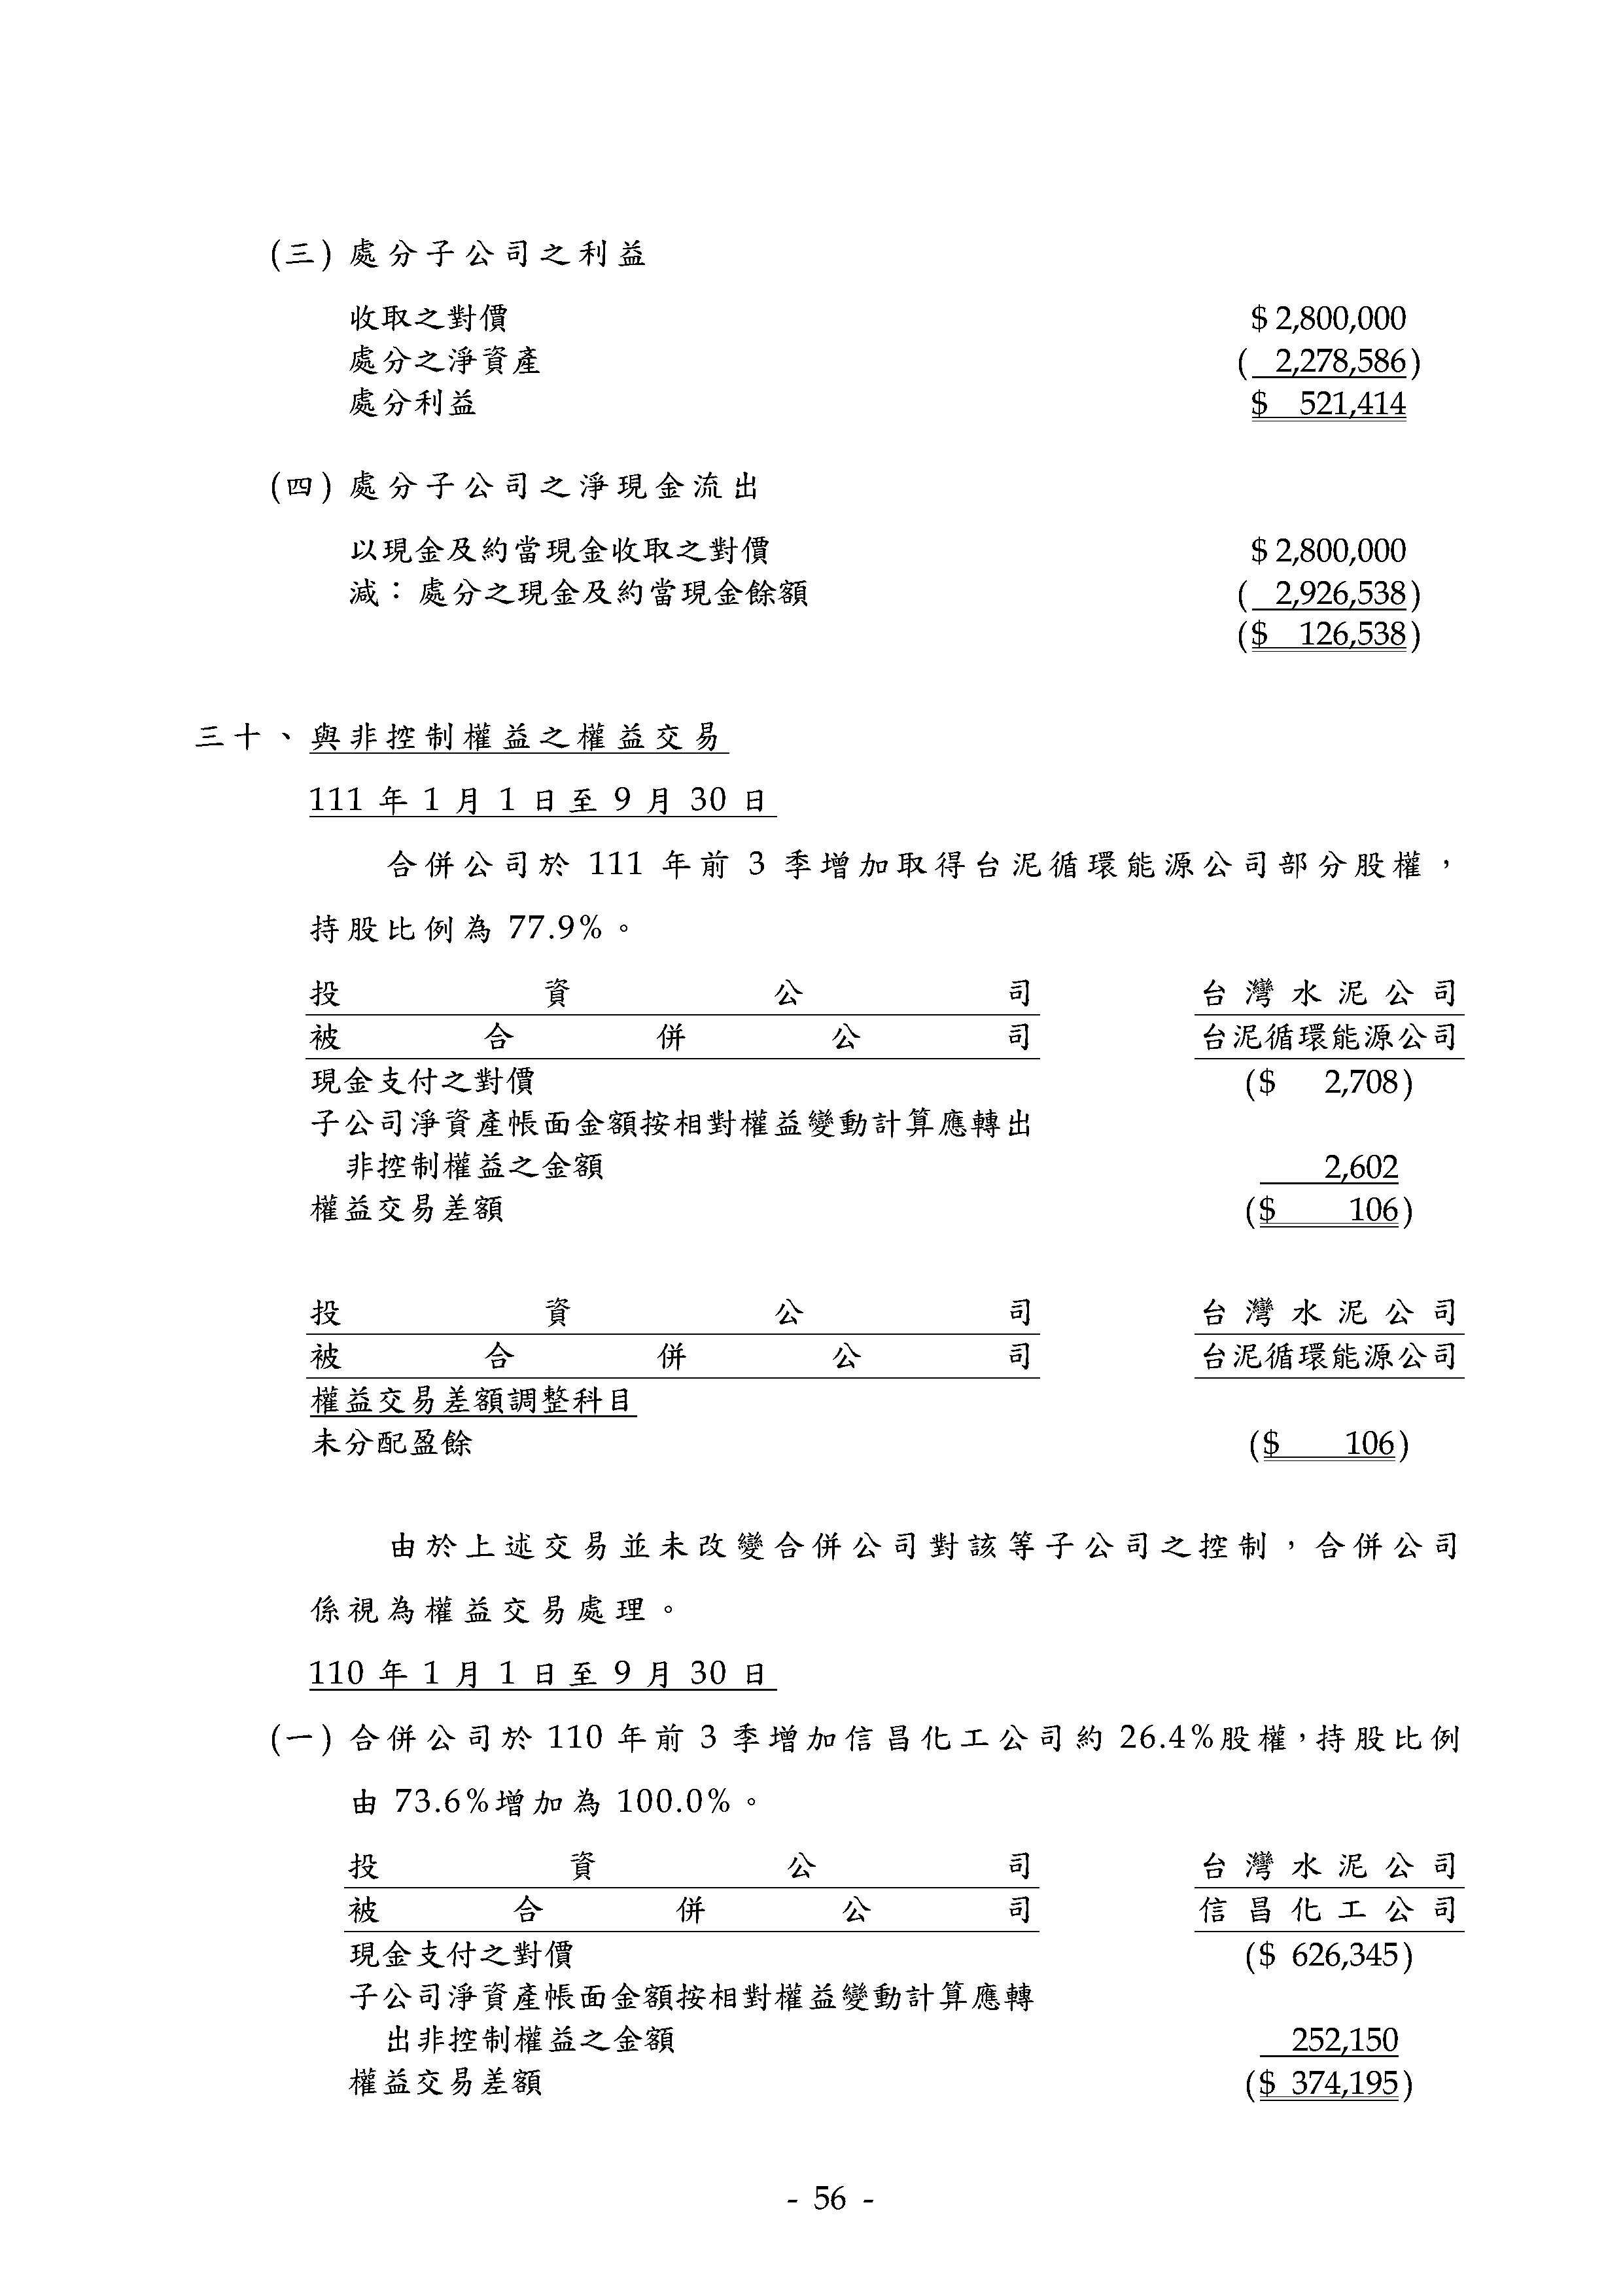 (三) 處分子公司之利益
收取之對價 $ 2,800,000
處分之淨資產 ( 2,278,586)
處分利益 $ 521,414
(四) 處分子公司之淨現金流出
以現金及約當現金收取之對價 $ 2,800,000
減：處分之現金及約當現金餘額 ( 2,926,538)
($ 126,538)
三十、與非控制權益之權益交易
111 年 1 月 1 日至 9 月 30 日
合併公司於 111 年前 3 季增加取得台泥循環能源公司部分股權，
持股比例為 77.9%。
投資公司 台灣水泥公司
被合併公司 台泥循環能源公司
現金支付之對價 ($ 2,708)
子公司淨資產帳面金額按相對權益變動計算應轉出
非控制權益之金額 2,602
權益交易差額 ($ 106)
投資公司 台灣水泥公司
被合併公司 台泥循環能源公司
權益交易差額調整科目
未分配盈餘 ($ 106)
由於上述交易並未改變合併公司對該等子公司之控制，合併公司
係視為權益交易處理。
110 年 1 月 1 日至 9 月 30 日
(一) 合併公司於 110 年前 3 季增加信昌化工公司約 26.4%股權，持股比例
由 73.6%增加為 100.0%。
投資公司 台灣水泥公司
被合併公司 信昌化工公司
現金支付之對價 ($ 626,345)
子公司淨資產帳面金額按相對權益變動計算應轉
出非控制權益之金額 252,150
權益交易差額 ($ 374,195)
- 56 -